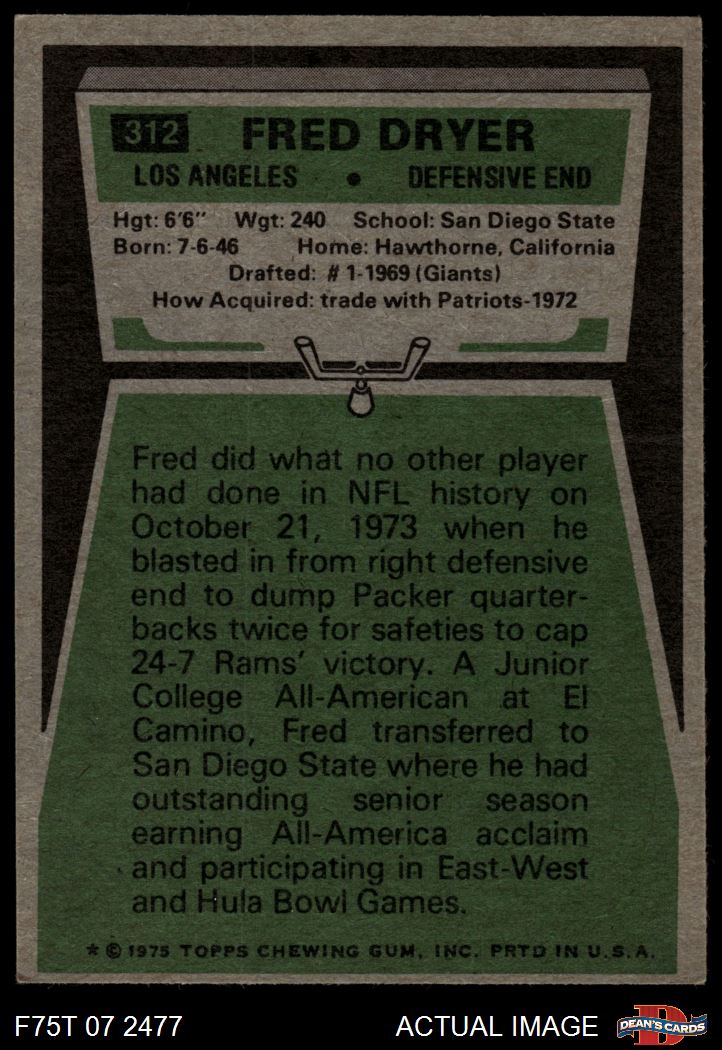 312 FRED DRYER
LOS ANGELES • DEFENSIVE END
Hgt: 6'6" Wgt: 240 School: San Diego State
Born: 7-6-46 Home: Hawthorne, California
Drafted: #1-1969 (Giants)
How Acquired: trade with Patriots-1972
Fred did what no other player
had done in NFL history on
October 21, 1973 when he
blasted in from right defensive
end to dump Packer quarter-
backs twice for safeties to cap
24-7 Rams' victory. A Junior
College All-American at El
Camino, Fred transferred to
San Diego State where he had
outstanding senior season
earning All-America acclaim
and participating in East-West
and Hula Bowl Games.
* © 1975 TOPPS CHEWING GUM, INC. PRTD IN U.S.A.
F75T 07 2477 ACTUAL IMAGE DEAN'S CARDS